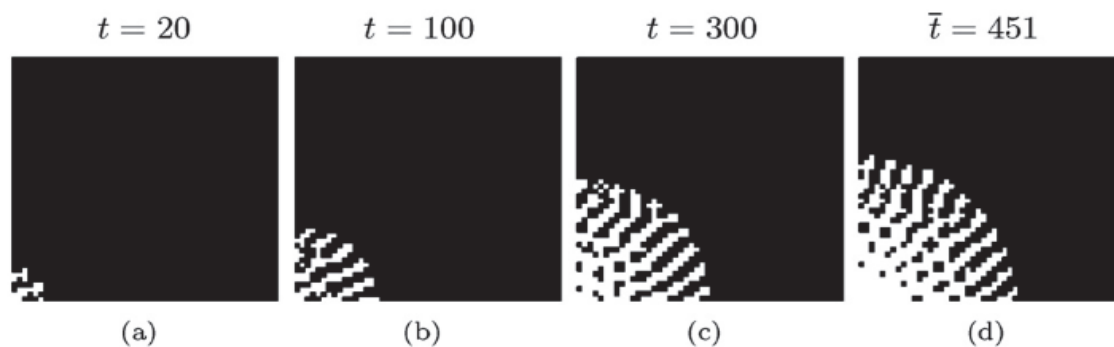 t = 20 t = 100 t = 300 t̄ = 451
(a) (b) (c) (d)